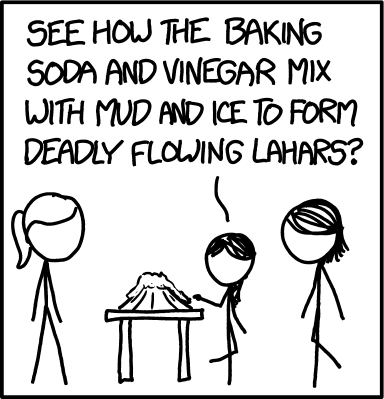 SEE HOW THE BAKING
SODA AND VINEGAR MIX
WITH MUD AND ICE TO FORM
DEADLY FLOWING LAHARS?